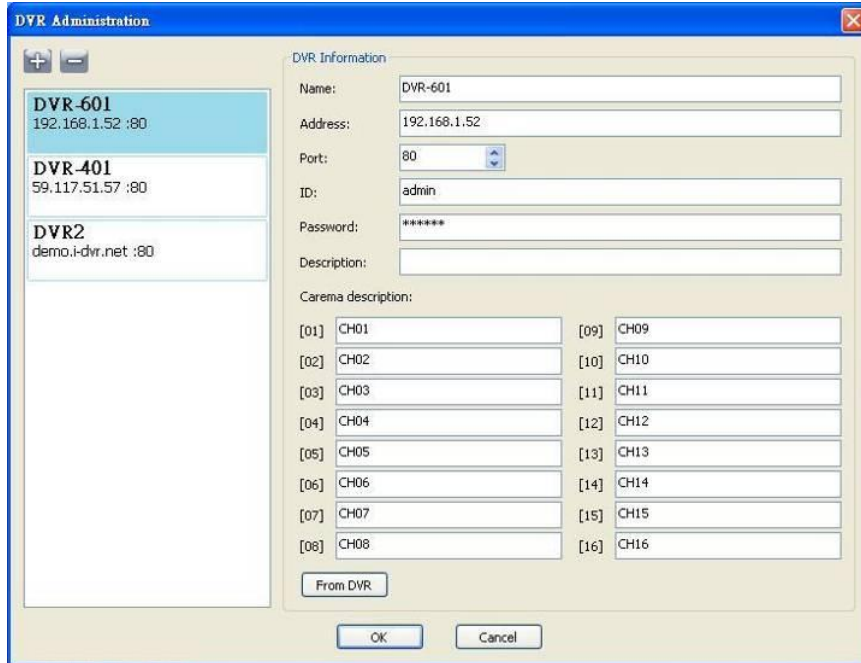 DVR Administration
DVR-601
192.168.1.52 :80
DVR-401
59.117.51.57 :80
DVR2
demo.i-dvr.net :80
DVR Information
Name: DVR-601
Address: 192.168.1.52
Port: 80
ID: admin
Password: ******
Description:
Carema description:
[01] CH01 [09] CH09
[02] CH02 [10] CH10
[03] CH03 [11] CH11
[04] CH04 [12] CH12
[05] CH05 [13] CH13
[06] CH06 [14] CH14
[07] CH07 [15] CH15
[08] CH08 [16] CH16
From DVR
OK Cancel